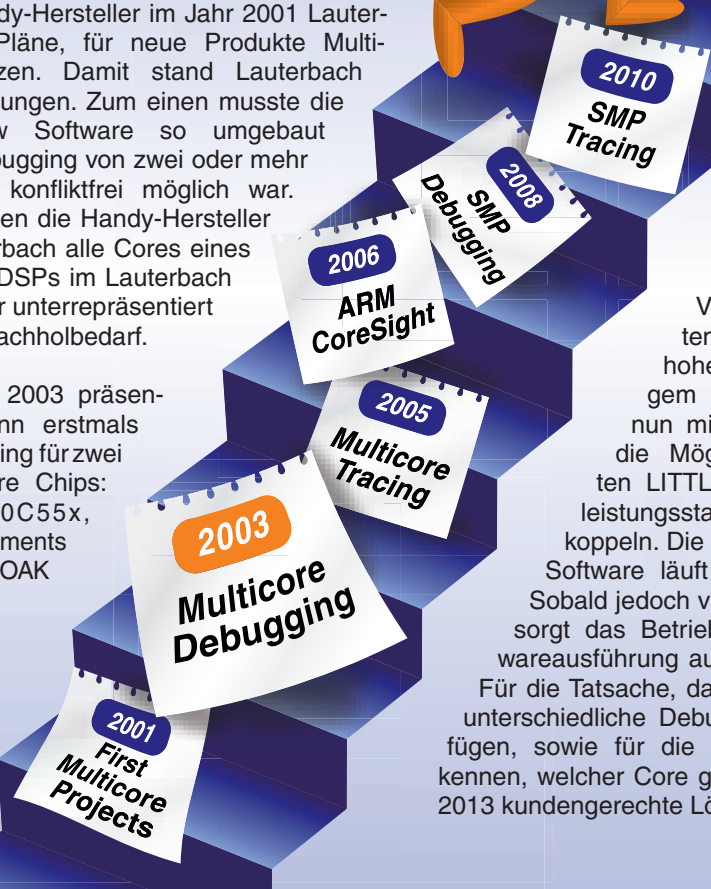 dy-Hersteller im Jahr 2001 Lauter-
Pläne, für neue Produkte Multi-
zen. Damit stand Lauterbach
ungen. Zum einen musste die
w Software so umgebaut
bugging von zwei oder mehr
konfliktfrei möglich war.
en die Handy-Hersteller
rbach alle Cores eines
DSPs im Lauterbach
r unterrepräsentiert
achholbedarf.
2003 präsen-
nn erstmals
ing für zwei
re Chips:
0C55x,
ments
OAK
2010
SMP
Tracing
2008
SMP
Debugging
2006
ARM
CoreSight
2005
Multicore
Tracing
2003
Multicore
Debugging
2001
First
Multicore
Projects
V
ten
hohe
gem
nun mi
die Mög
ten LITTL
leistungssta
koppeln. Die
Software läuft
Sobald jedoch v
sorgt das Betriel
wareausführung au
Für die Tatsache, da
unterschiedliche Debu
fügen, sowie für die
kennen, welcher Core g
2013 kundengerechte Lö